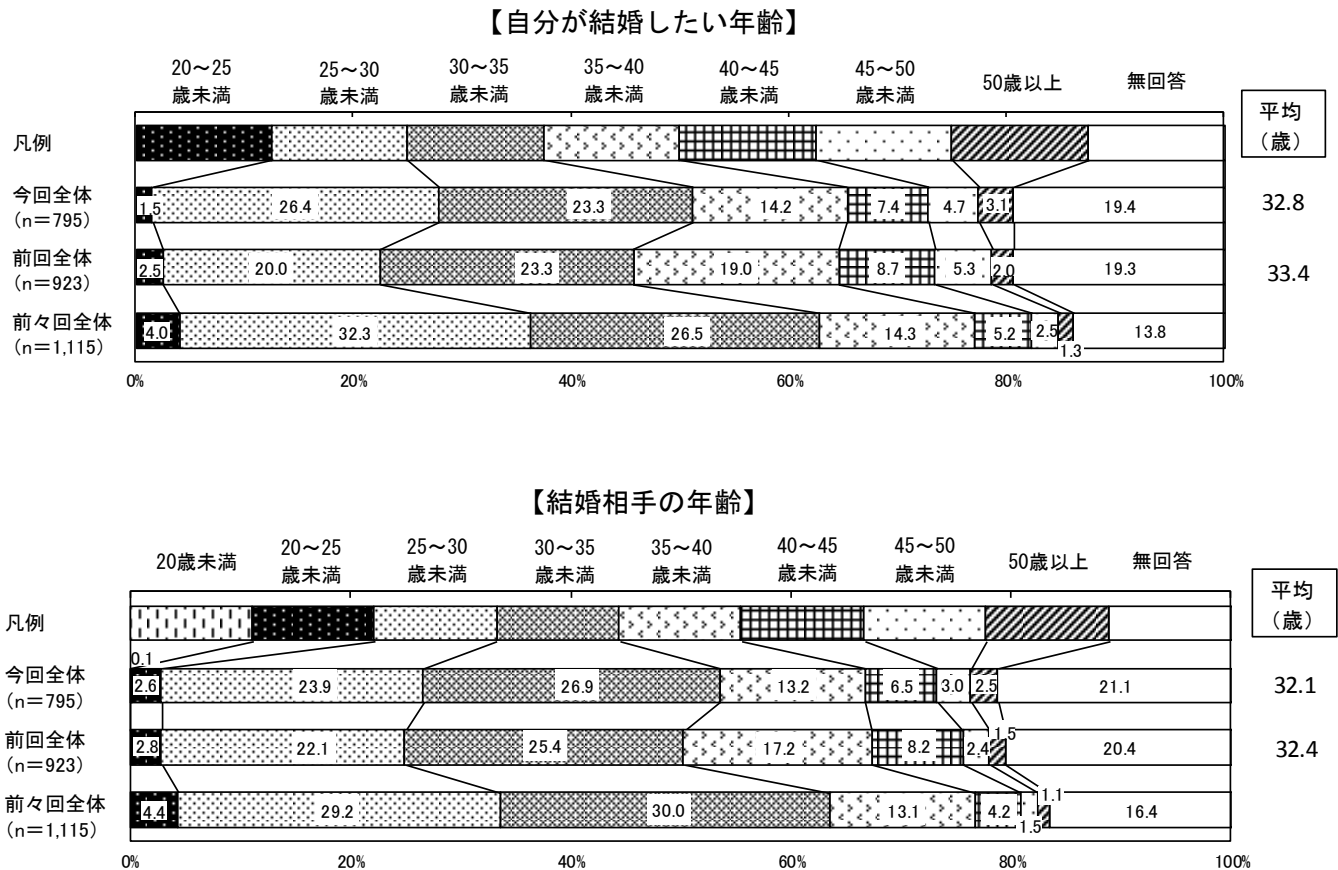 【自分が結婚したい年齢】
20～25 25～30 30～35 35～40 40～45 45～50
歳未満 歳未満 歳未満 歳未満 歳未満 歳未満 50歳以上 無回答
平均
（歳）
凡例
今回全体
（n＝795）
1.5 26.4 23.3 14.2 7.4 4.7 3.1 19.4 32.8
前回全体
（n＝923）
2.5 20.0 23.3 19.0 8.7 5.3 2.0 19.3 33.4
前々回全体
（n＝1,115）
4.0 32.3 26.5 14.3 5.2 2.5 1.3 13.8
0% 20% 40% 60% 80% 100%
【結婚相手の年齢】
20～25 25～30 30～35 35～40 40～45 45～50
20歳未満 歳未満 歳未満 歳未満 歳未満 歳未満 歳未満 50歳以上 無回答
平均
（歳）
凡例
今回全体
（n＝795）
0.1 2.6 23.9 26.9 13.2 6.5 3.0 2.5 21.1 32.1
前回全体
（n＝923）
2.8 22.1 25.4 17.2 8.2 2.4 1.5 20.4 32.4
前々回全体
（n＝1,115）
4.4 29.2 30.0 13.1 4.2 1.5 1.1 16.4
0% 20% 40% 60% 80% 100%